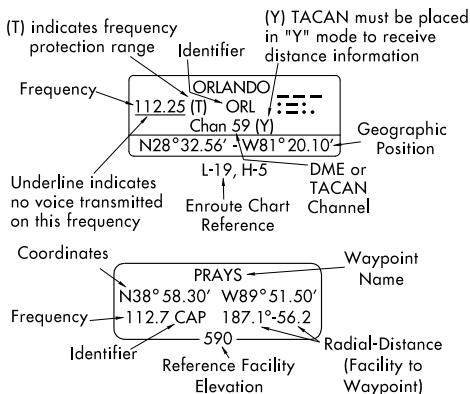 (T) indicates frequency
protection range
Identifier
(Y) TACAN must be placed
in "Y" mode to receive
distance information
Frequency
ORLANDO
112.25 (T) ORL
Chan 59 (Y)
N28°32.56' - W81°20.10'
Geographic
Position
Underline indicates
no voice transmitted
on this frequency
L-19, H-5
Enroute Chart
Reference
DME or
TACAN
Channel
Coordinates
PRAYS
Waypoint
Name
N38°58.30' W89°51.50'
Frequency
112.7 CAP 187.1°-56.2
590
Identifier
Reference Facility
Elevation
Radial-Distance
(Facility to
Waypoint)